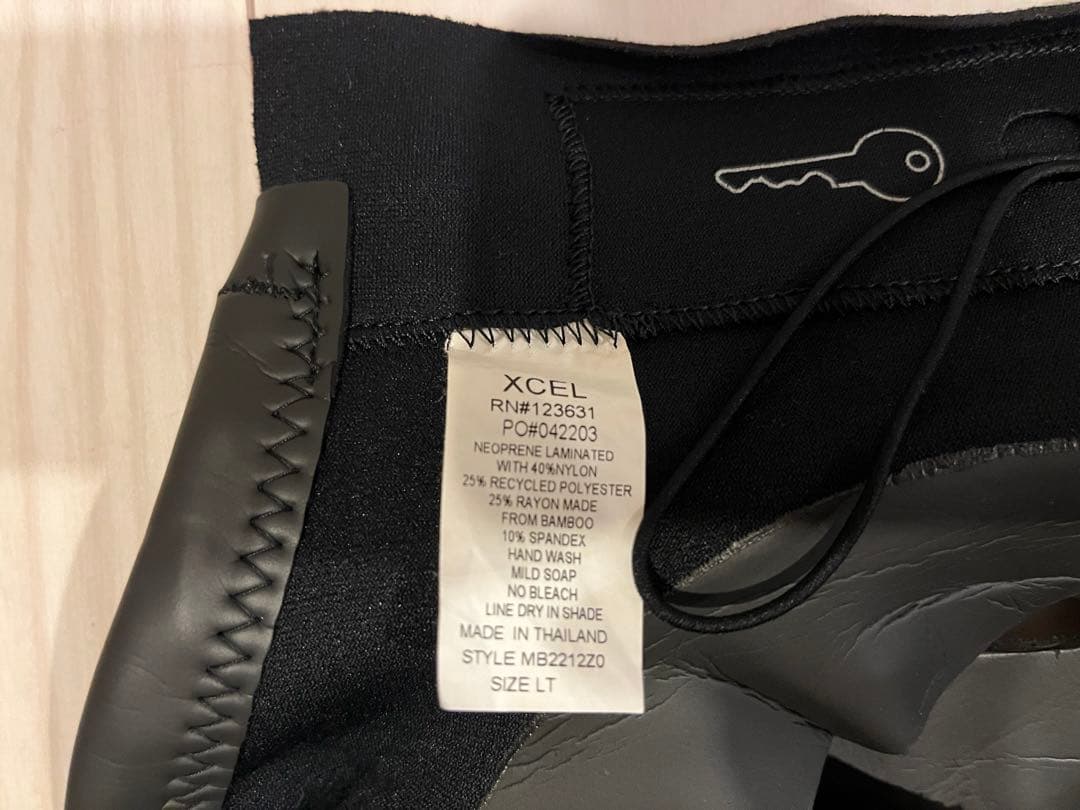 XCEL
RN#123631
PO#042203
NEOPRENE LAMINATED
WITH 40%NYLON
25% RECYCLED POLYESTER
25% RAYON MADE
FROM BAMBOO
10% SPANDEX
HAND WASH
MILD SOAP
NO BLEACH
LINE DRY IN SHADE
MADE IN THAILAND
STYLE MB2212Z0
SIZE LT